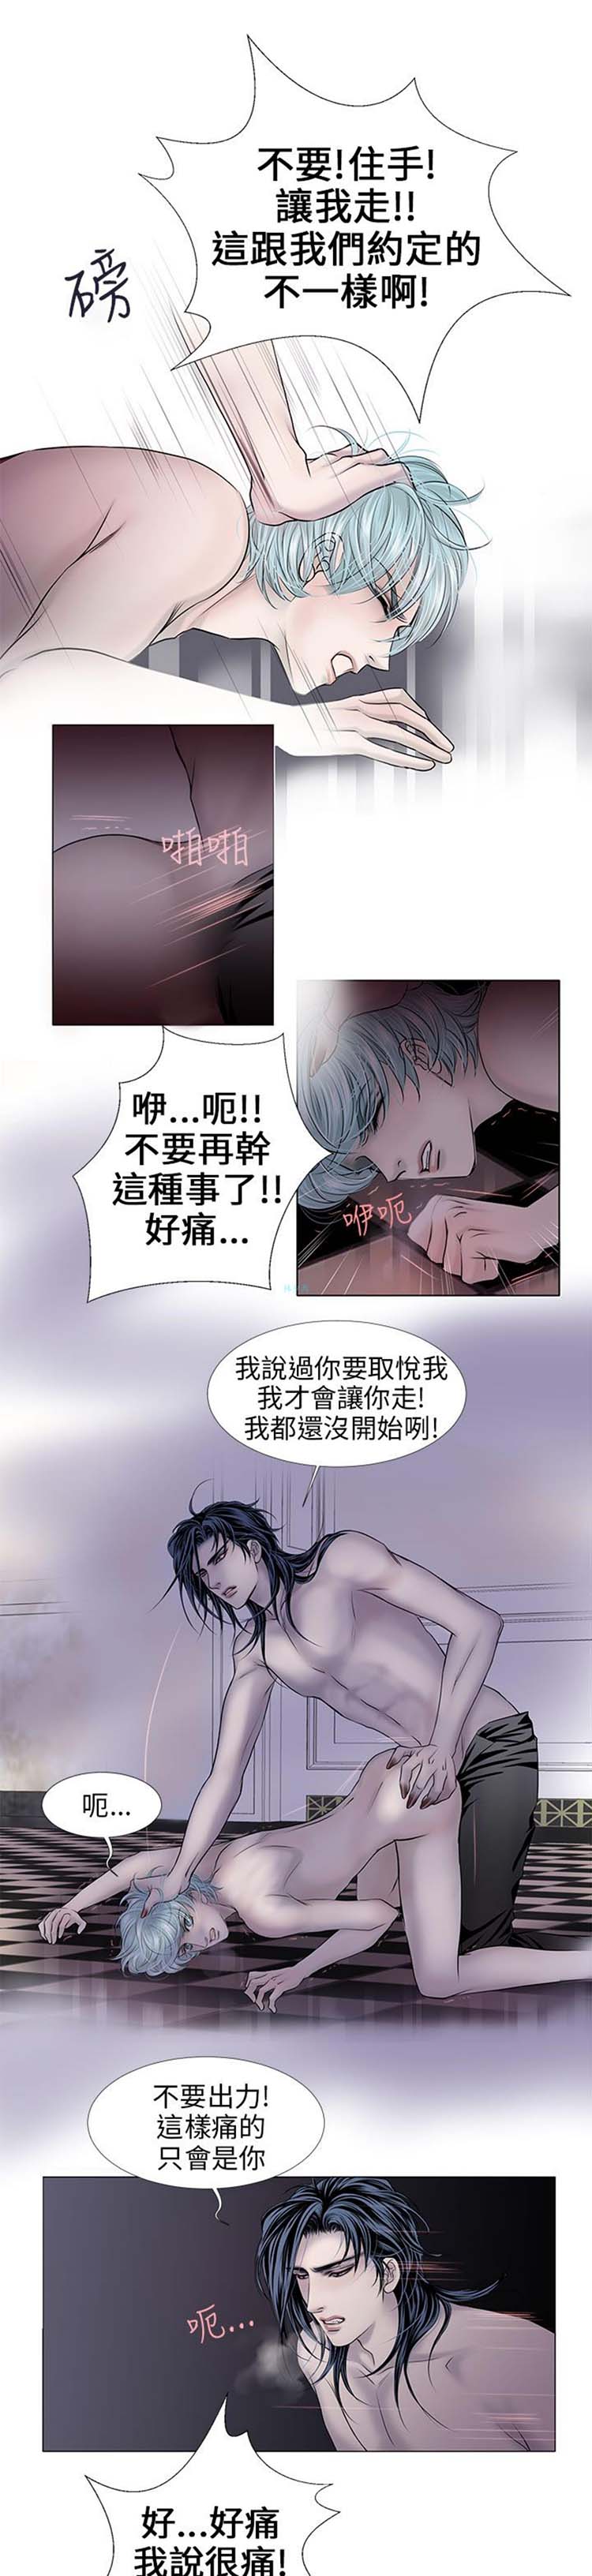 不要!住手!
讓我走!!
這跟我們約定的
不一樣啊!
磅
啪啪
咿...呃!!
不要再幹
這種事了!!
好痛...
咿呃
我說過你要取悅我
我才會讓你走!
我都還沒開始咧!
呃...
不要出力!
這樣痛的
只會是你
呃...
好...好痛
我說很痛!